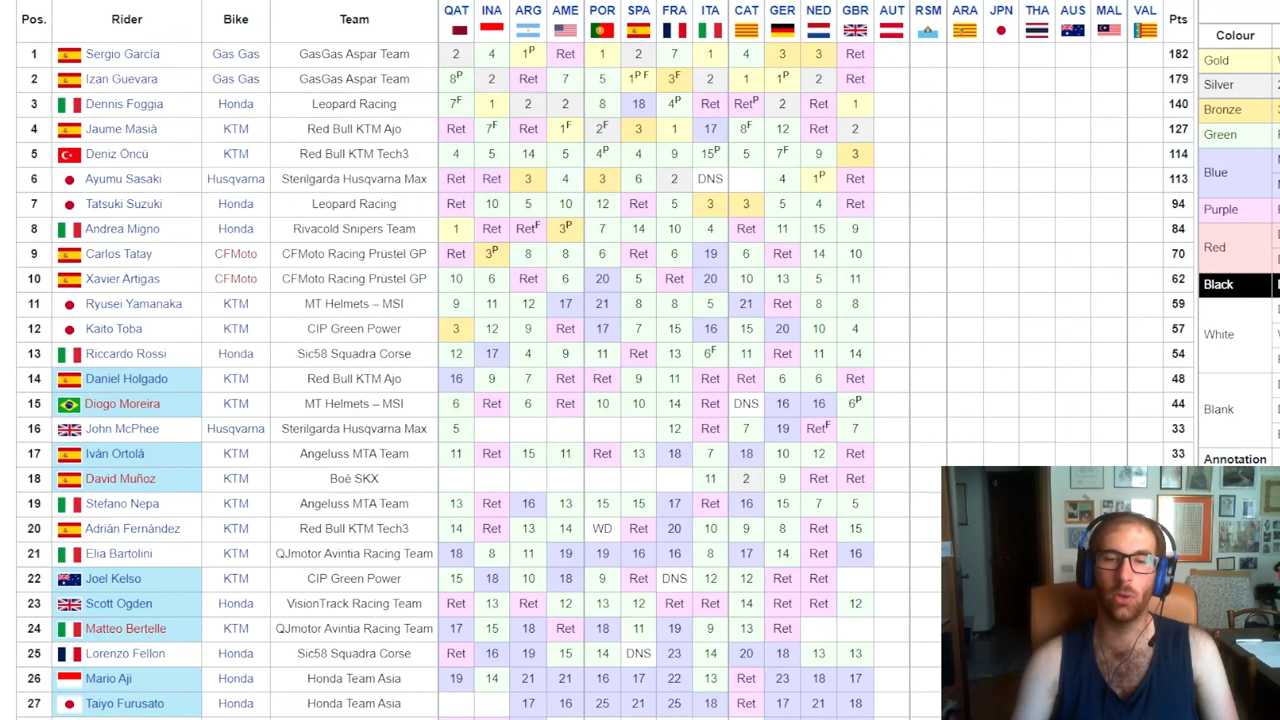 Pos. Rider Bike Team QAT INA ARG AME POR SPA FRA ITA CAT GER NED GBR AUT RSM ARA JPN THA AUS MAL VAL Pts Colour
1 Sergio García Gas Gas GasGas Aspar Team 2 4 1P Ret 1 2 7 1 4 3 3 Ret 182 Gold
2 Izan Guevara Gas Gas GasGas Aspar Team 8P 2 Ret 7 5 1P F 3F 2 1 1P 2 Ret 179 Silver
3 Dennis Foggia Honda Leopard Racing 7F 1 2 2 8 18 4P Ret RetP 2 Ret 1 140 Bronze
4 Jaume Masià KTM Red Bull KTM Ajo Ret 7F Ret 1F 2F 3 1 17 8F 12 Ret 2 127 Green
5 Deniz Öncü KTM Red Bull KTM Tech3 4 5 14 5 4P 4 9 15P 5 7F 9 3 114 Blue
6 Ayumu Sasaki Husqvarna Sterilgarda Husqvarna Max Ret Ret 3 4 3 6 2 DNS 4 1P Ret 113
7 Tatsuki Suzuki Honda Leopard Racing Ret 10 5 10 12 Ret 5 3 3 5 4 Ret 94 Purple
8 Andrea Migno Honda Rivacold Snipers Team 1 Ret RetF 3P 7 14 10 4 Ret 11 15 9 84 Red
9 Carlos Tatay CFMoto CFMoto Racing Prüstel GP Ret 3P 8 8 6 Ret 6 19 6 Ret 14 10 70
10 Xavier Artigas CFMoto CFMoto Racing Prüstel GP 10 6 Ret 6 20 5 Ret 20 10 13 5 11 62 Black
11 Ryusei Yamanaka KTM MT Helmets – MSI 9 11 12 17 21 8 8 5 21 Ret 8 8 59
12 Kaito Toba KTM CIP Green Power 3 12 9 Ret 17 7 15 16 15 20 10 4 57 White
13 Riccardo Rossi Honda Sic58 Squadra Corse 12 17 4 9 11 Ret 13 6F 11 Ret 11 14 54
14 Daniel Holgado KTM Red Bull KTM Ajo 16 9 7 Ret Ret 9 11 Ret Ret 6 6 Ret 48
15 Diogo Moreira KTM MT Helmets – MSI 6 Ret 6 Ret 10 10 14 Ret DNS 16 16 6P 44 Blank
16 John McPhee Husqvarna Sterilgarda Husqvarna Max 5 12 Ret 7 19 RetF 7 33
17 Iván Ortolá KTM Angeluss MTA Team 11 Ret 15 11 Ret 13 18 7 18 10 12 Ret 33 Annotation
18 David Muñoz KTM Boé SKX 11 2 9 Ret Ret
19 Stefano Nepa KTM Angeluss MTA Team 13 Ret 16 13 15 15 17 Ret 16 15 7 5
20 Adrián Fernández KTM Red Bull KTM Tech3 14 Ret 13 14 WD Ret 20 10 9 Ret 15
21 Elia Bartolini KTM QJmotor Avintia Racing Team 18 8 11 19 19 16 16 8 17 14 Ret 16
22 Joel Kelso KTM CIP Green Power 15 18 10 18 9 Ret DNS 12 12 Ret Ret
23 Scott Ogden Honda VisionTrack Racing Team Ret 13 Ret 12 13 12 Ret Ret 14 Ret Ret 12
24 Matteo Bertelle KTM QJmotor Avintia Racing Team 17 15 18 Ret 18 11 19 9 13 Ret
25 Lorenzo Fellon Honda Sic58 Squadra Corse Ret 16 19 15 14 DNS 23 14 20 18 13 13
26 Mario Aji Honda Honda Team Asia 19 14 21 21 16 17 22 13 Ret 23 18 17
27 Taiyo Furusato Honda Honda Team Asia 17 16 25 21 25 18 Ret 17 21 18